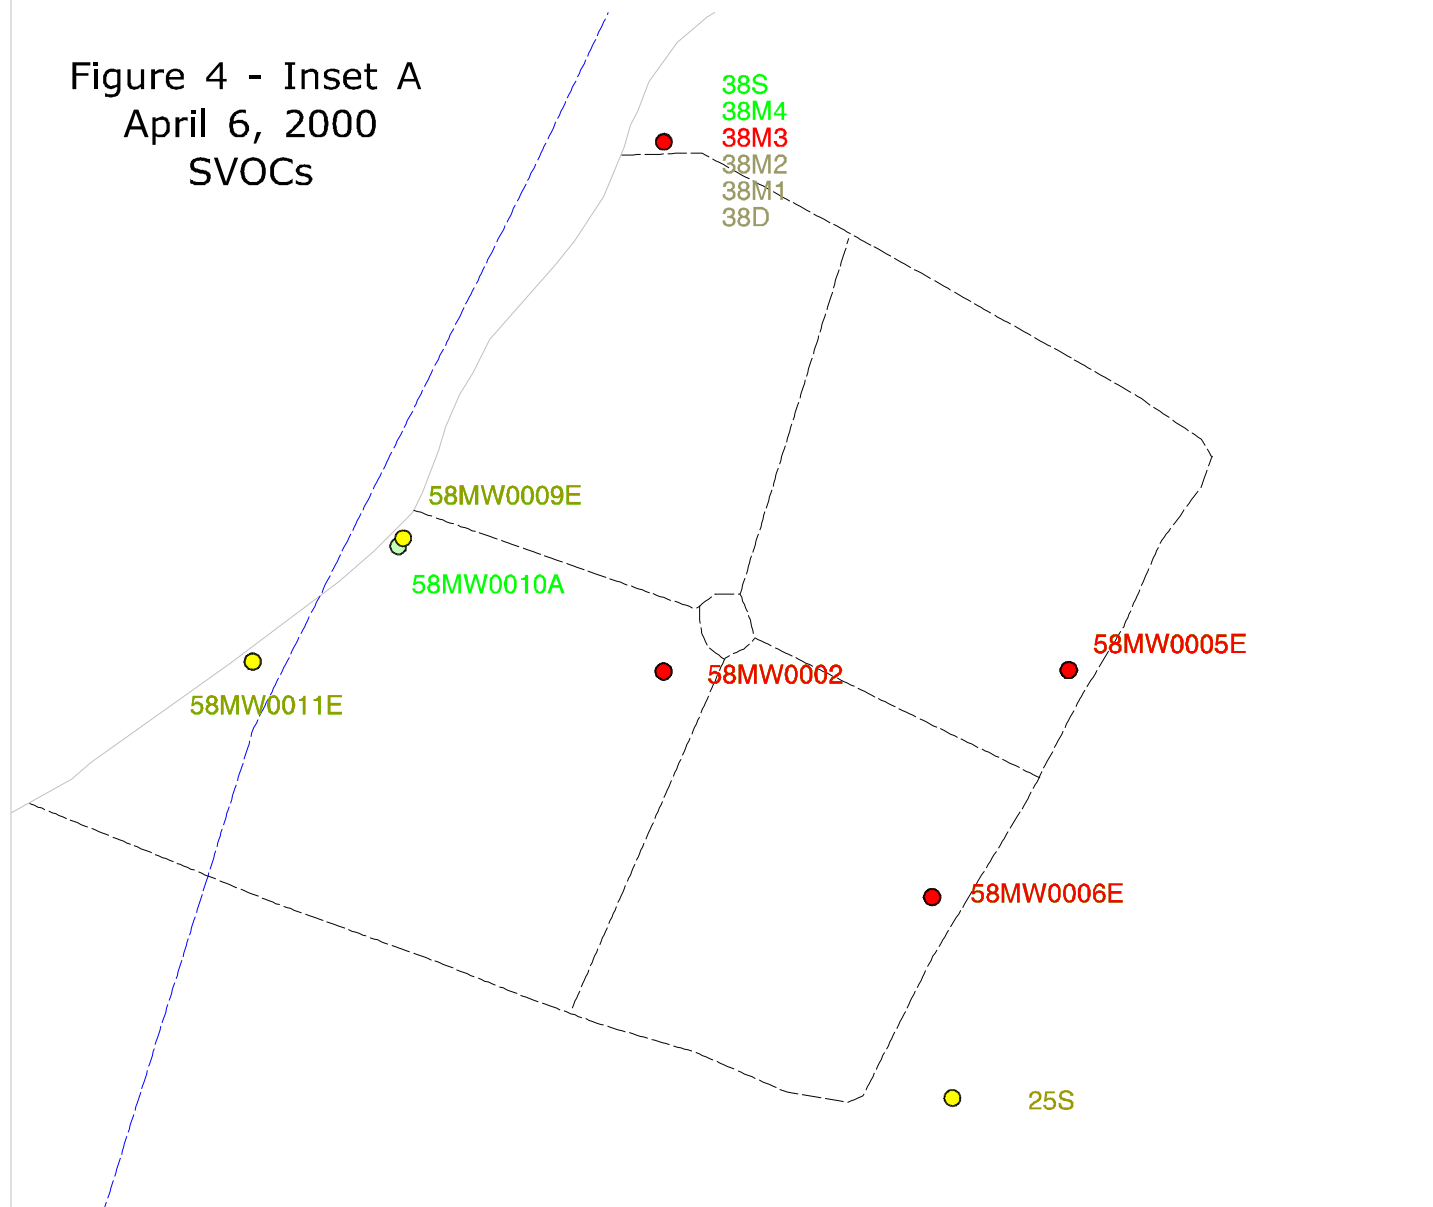 Figure 4 - Inset A
April 6, 2000
SVOCs
38S
38M4
38M3
38M2
38M1
38D
58MW0009E
58MW0010A
58MW0005E
58MW0002
58MW0011E
58MW0006E
25S